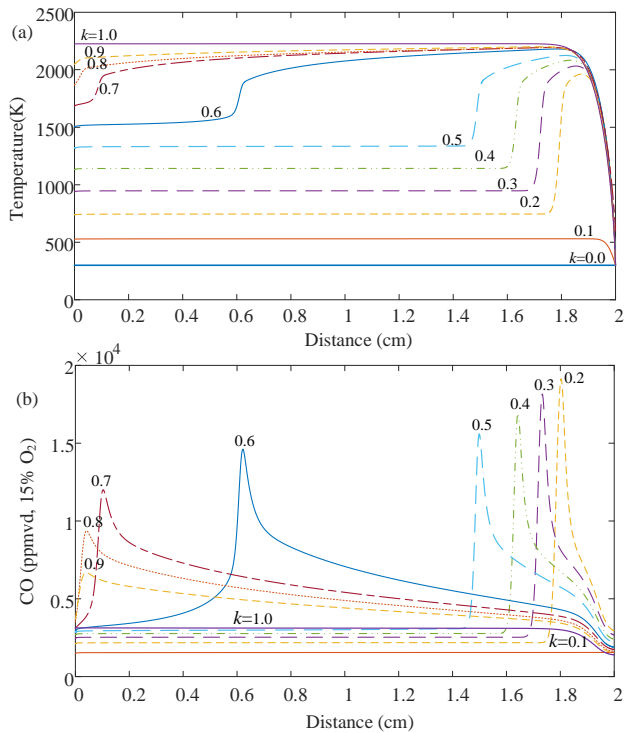 (a)
2500
2000
1500
1000
500
0
Temperature(K)
k=1.0
0.9
0.8
0.7
0.6
0.5
0.4
0.3
0.2
0.1
k=0.0
0 0.2 0.4 0.6 0.8 1 1.2 1.4 1.6 1.8 2
Distance (cm)
(b)
× 10⁴
2
1.5
1
0.5
0
CO (ppmvd, 15% O₂)
0.2
0.3
0.4
0.5
0.6
0.7
0.8
0.9
k=1.0
k=0.1
0 0.2 0.4 0.6 0.8 1 1.2 1.4 1.6 1.8 2
Distance (cm)